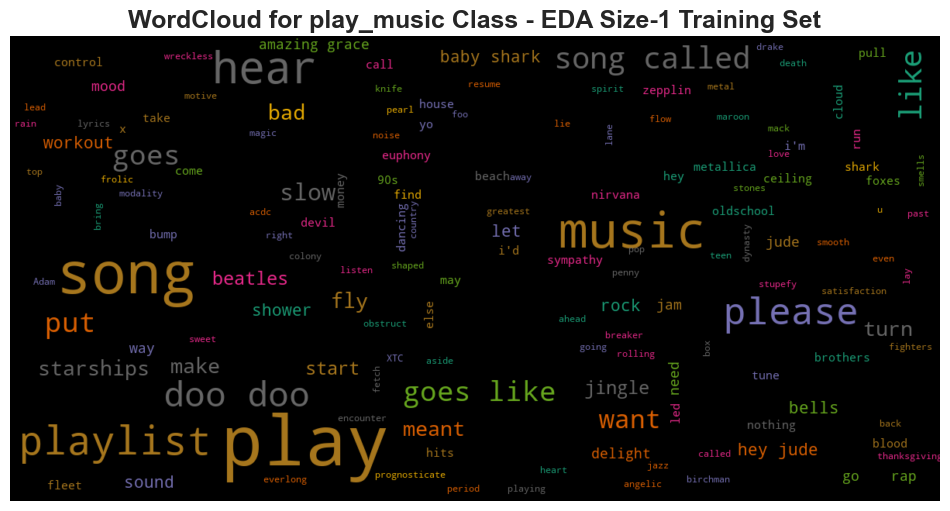 WordCloud for play_music Class - EDA Size-1 Training Set
amazing grace
wreckless
control
hear
call
baby shark
song called
drake
death
pull
like
mood
motive
knife
resume
spirit
zepplin
metal
cloud
lead
take
bad
pearl
house
foo
rain
lyrics
x
magic
yo
noise
lie
lane
flow
maroon
mack
i'm
run
workout
goes
euphony
love
smells
top
frolic
come
slow
money
90s
find
beach
away
nirvana
hey
metallica
stones
ceiling
shark
foxes
baby
modality
bring
acdc
devil
dancing
country
greatest
oldschool
u
past
bump
right
let
i'd
music
pop
teen
dynasty
jude
smooth
even
song
colony
listen
shaped
sympathy
penny
lay
Adam
beatles
may
stupefy
satisfaction
put
shower
fly
else
rock
jam
please
turn
obstruct
ahead
breaker
way
sweet
XTC
aside
going
rolling
box
brothers
fighters
starships
make
start
fetch
need
tune
doo doo
goes like
jingle
led
bells
play
playlist
encounter
meant
want
nothing
back
hits
delight
called
hey jude
blood
thanksgiving
sound
everlong
prognosticate
heart
jazz
birchman
go
rap
fleet
period
playing
angelic